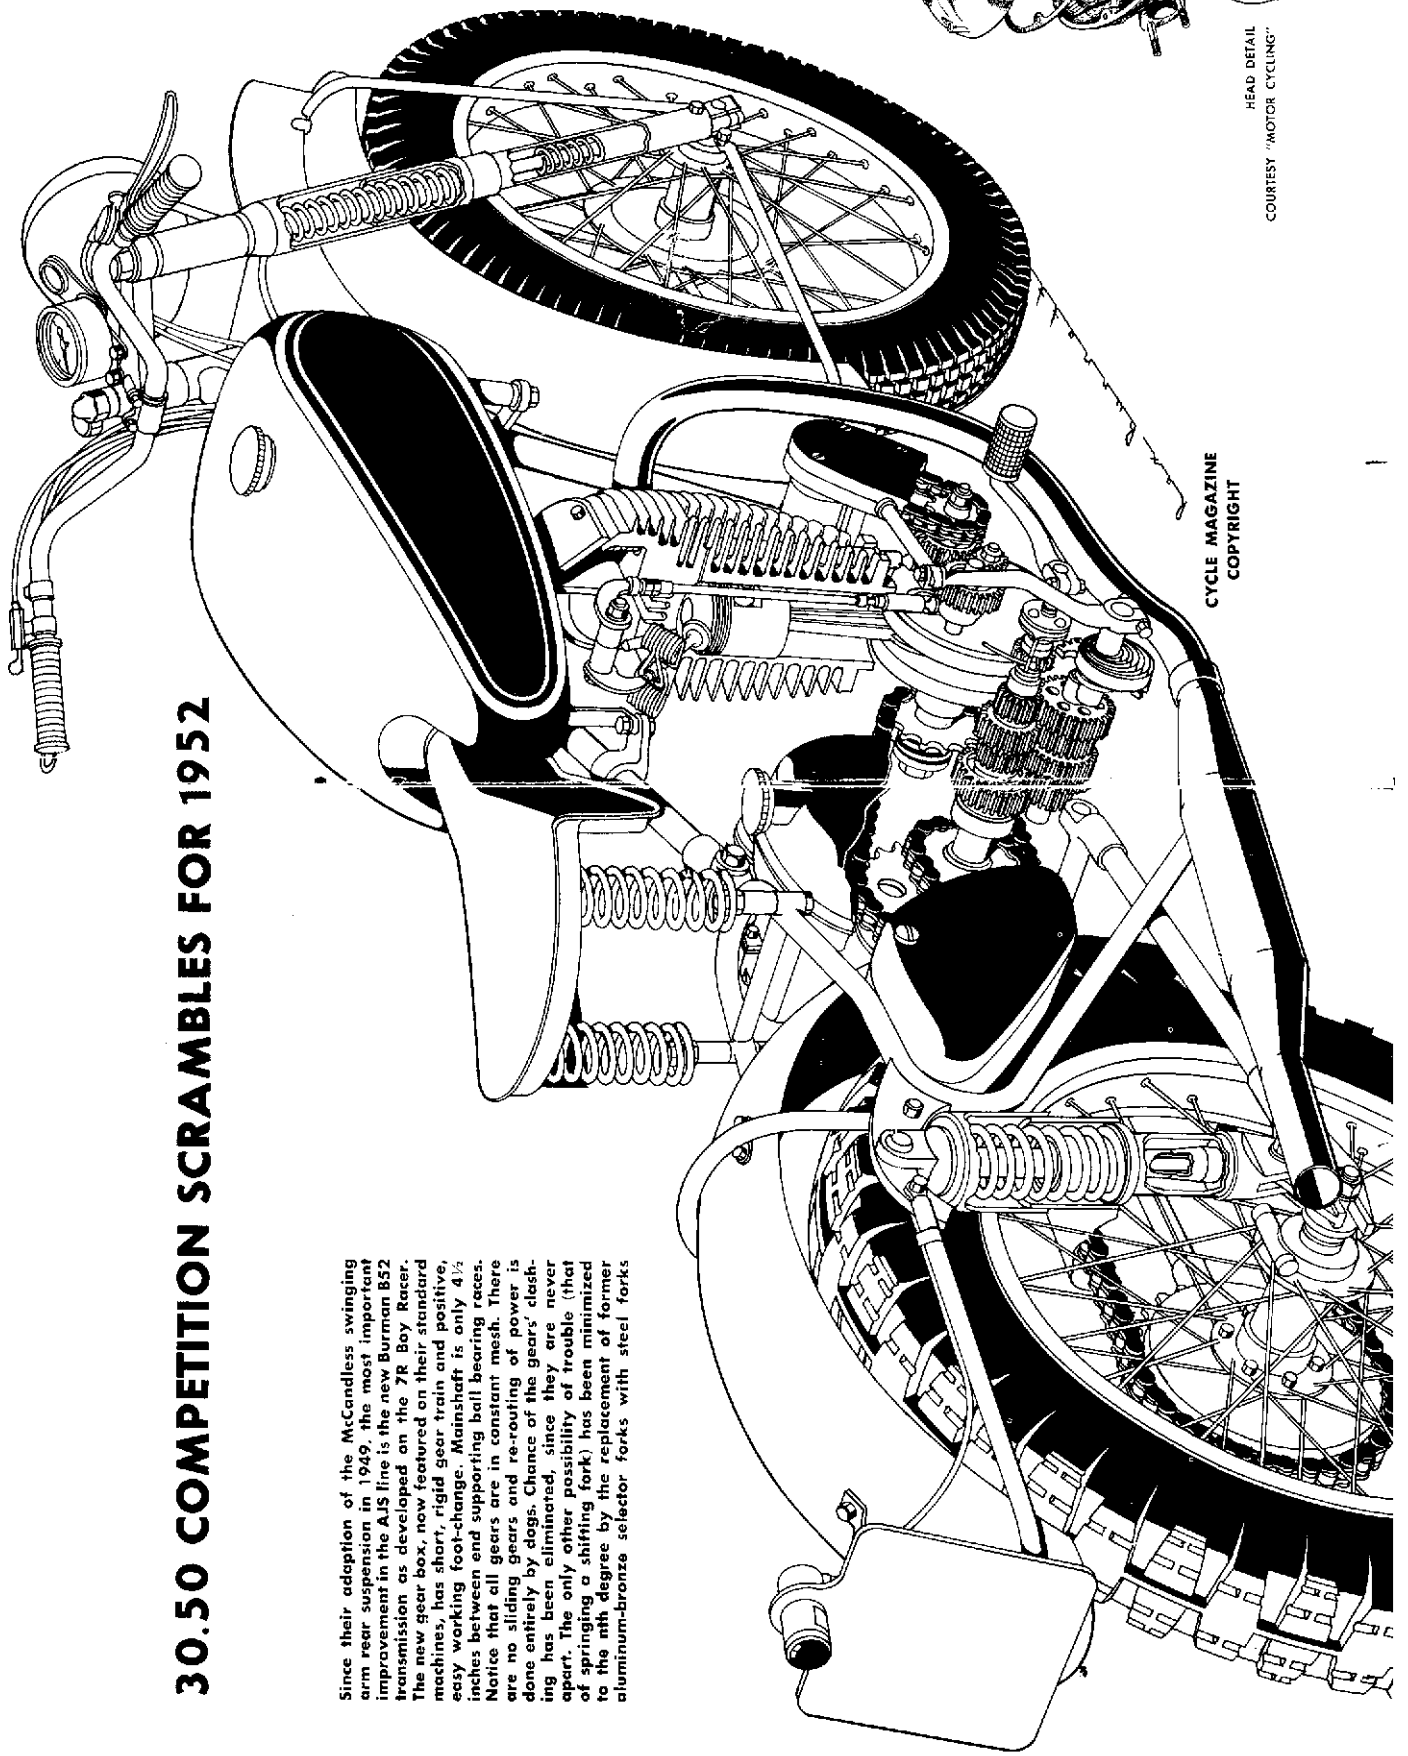 30.50 COMPETITION SCRAMBLES FOR 1952
Since their adaption of the McCandless swinging
arm rear suspension in 1949, the most important
improvement in the AJS line is the new Burman B52
transmission as developed on the 7R Boy Racer.
The new gear box, now featured on their standard
machines, has short, rigid gear train and positive,
easy working foot-change. Mainshaft is only 4½
inches between end supporting ball bearing races.
Notice that all gears are in constant mesh. There
are no sliding gears and re-routing of power is
done entirely by dogs. Chance of the gears' clash-
ing has been eliminated, since they are never
apart. The only other possibility of trouble (that
of springing a shifting fork) has been minimized
to the nth degree by the replacement of former
aluminum-bronze selector forks with steel forks
CYCLE MAGAZINE
COPYRIGHT
HEAD DETAIL
COURTESY "MOTOR CYCLING"